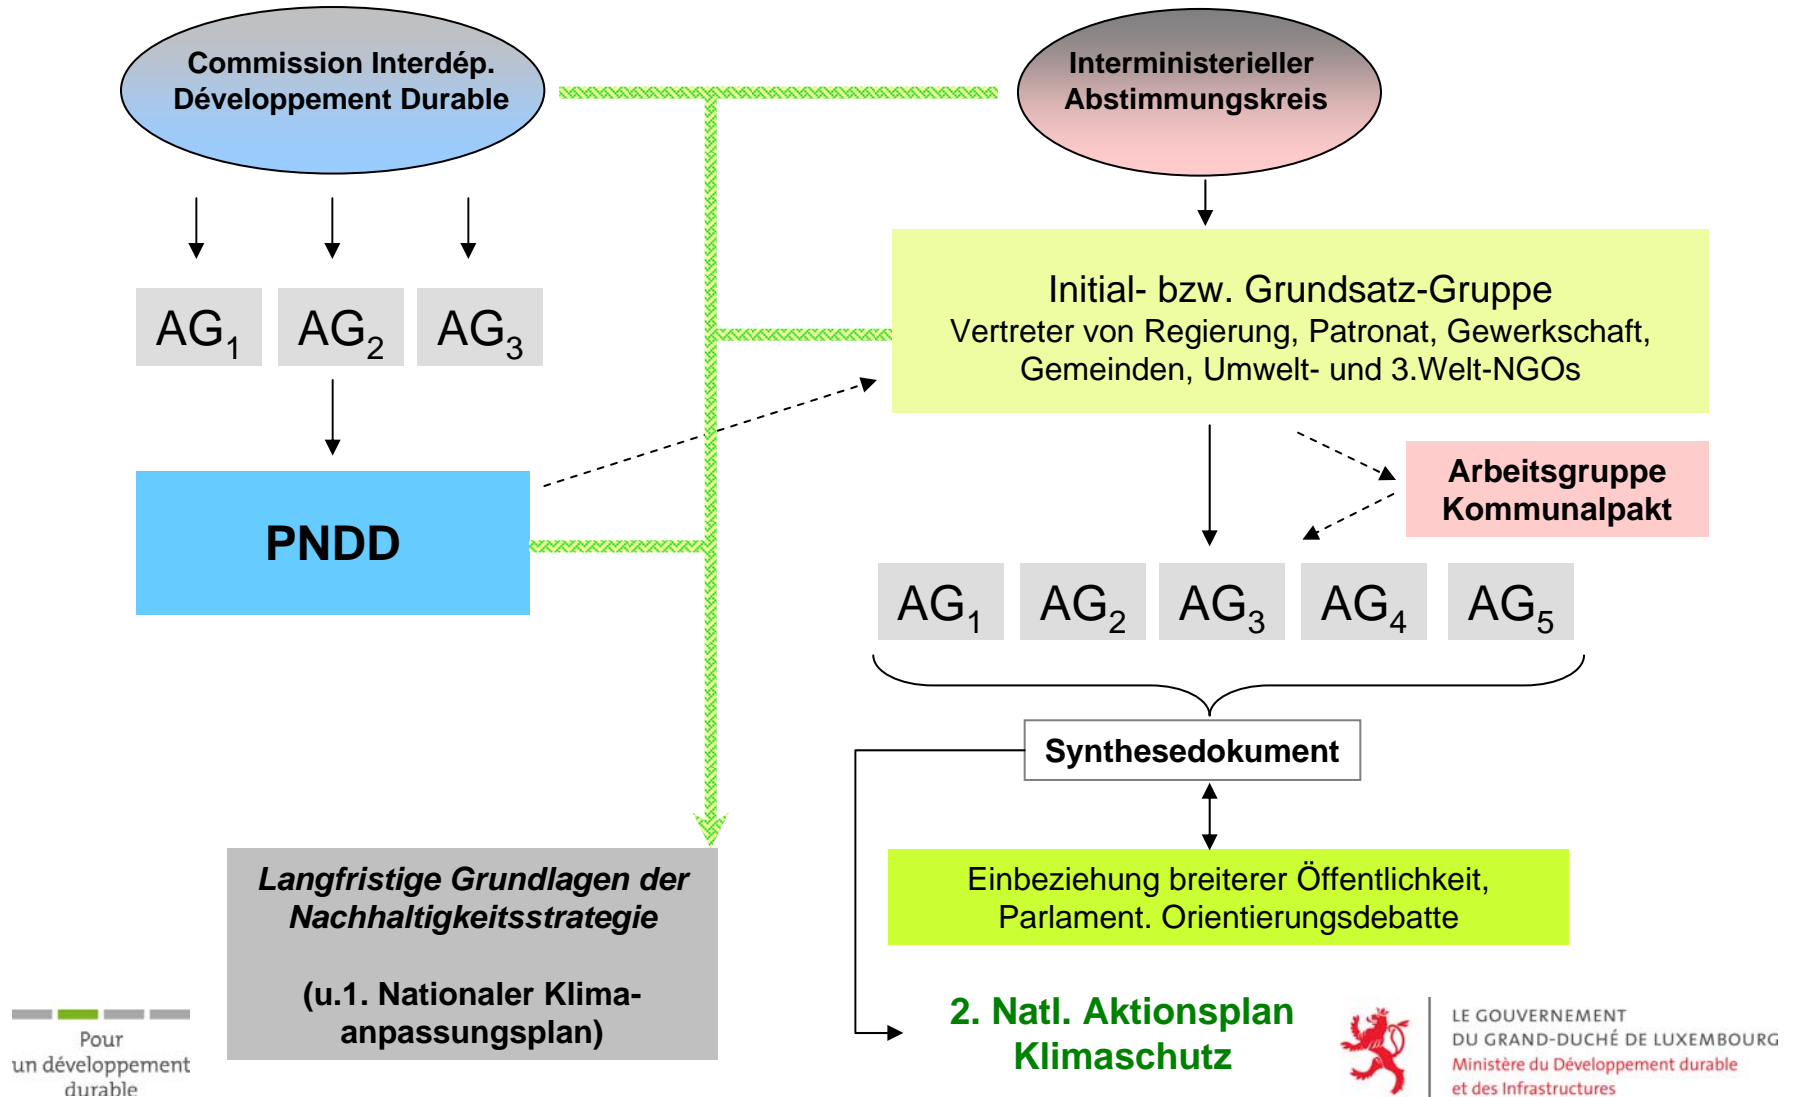 Commission Interdép.
Développement Durable
Interministerieller
Abstimmungskreis
AG1 AG2 AG3
Initial- bzw. Grundsatz-Gruppe
Vertreter von Regierung, Patronat, Gewerkschaft,
Gemeinden, Umwelt- und 3.Welt-NGOs
PNDD
Arbeitsgruppe
Kommunalpakt
AG1 AG2 AG3 AG4 AG5
Synthesedokument
Langfristige Grundlagen der
Nachhaltigkeitsstrategie
(u.1. Nationaler Klima-
anpassungsplan)
Einbeziehung breiterer Öffentlichkeit,
Parlament. Orientierungsdebatte
2. Natl. Aktionsplan
Klimaschutz
Pour
un développement
durable
LE GOUVERNEMENT
DU GRAND-DUCHÉ DE LUXEMBOURG
Ministère du Développement durable
et des Infrastructures